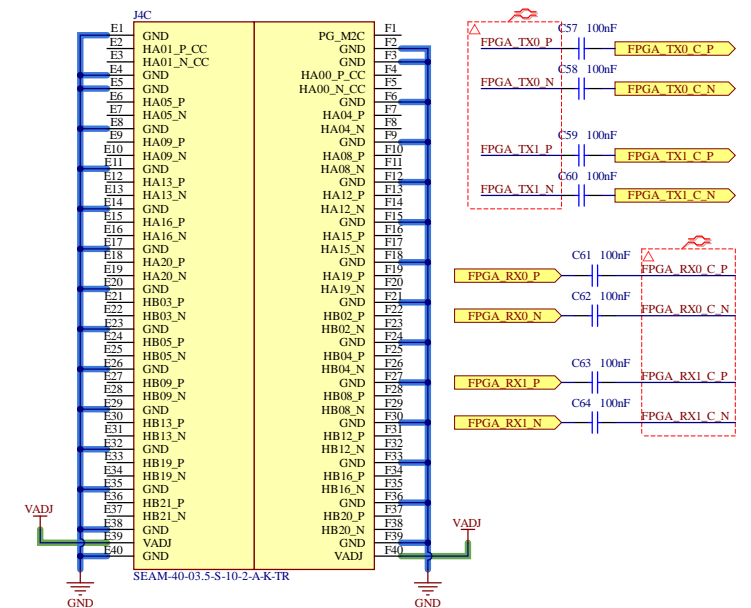 J4C
E1 GND PG_M2C F1
E2 HA01_P_CC GND F2
E3 HA01_N_CC GND F3
E4 GND HA00_P_CC F4
E5 GND HA00_N_CC F5
E6 HA05_P GND F6
E7 HA05_N HA04_P F7
E8 GND HA04_N F8
E9 HA09_P GND F9
E10 HA09_N HA08_P F10
E11 GND HA08_N F11
E12 HA13_P GND F12
E13 HA13_N HA12_P F13
E14 GND HA12_N F14
E15 HA16_P GND F15
E16 HA16_N HA15_P F16
E17 GND HA15_N F17
E18 HA20_P GND F18
E19 HA20_N HA19_P F19
E20 GND HA19_N F20
E21 HB03_P GND F21
E22 HB03_N HB02_P F22
E23 GND HB02_N F23
E24 HB05_P GND F24
E25 HB05_N HB04_P F25
E26 GND HB04_N F26
E27 HB09_P GND F27
E28 HB09_N HB08_P F28
E29 GND HB08_N F29
E30 HB13_P GND F30
E31 HB13_N HB12_P F31
E32 GND HB12_N F32
E33 HB19_P GND F33
E34 HB19_N HB16_P F34
E35 GND HB16_N F35
E36 HB21_P GND F36
E37 HB21_N HB20_P F37
E38 GND HB20_N F38
E39 VADJ GND F39
E40 GND VADJ F40
SEAM-40-03.5-S-10-2-A-K-TR
VADJ
GND
VADJ
GND
C57 100nF
FPGA_TX0_P FPGA_TX0_C_P
C58 100nF
FPGA_TX0_N FPGA_TX0_C_N
C59 100nF
FPGA_TX1_P FPGA_TX1_C_P
C60 100nF
FPGA_TX1_N FPGA_TX1_C_N
C61 100nF
FPGA_RX0_P FPGA_RX0_C_P
C62 100nF
FPGA_RX0_N FPGA_RX0_C_N
C63 100nF
FPGA_RX1_P FPGA_RX1_C_P
C64 100nF
FPGA_RX1_N FPGA_RX1_C_N